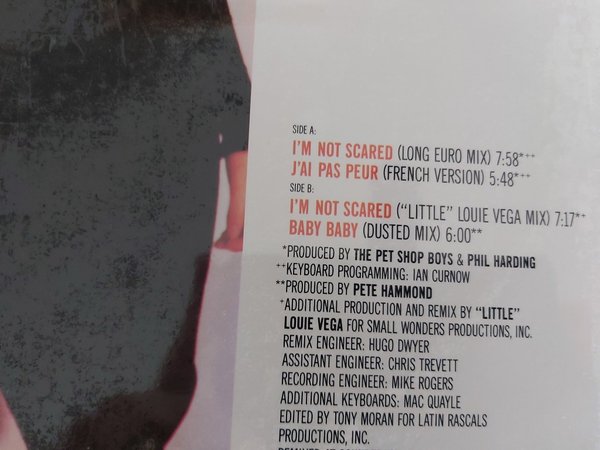 SIDE A:
I'M NOT SCARED (LONG EURO MIX) 7:58*++
J'AI PAS PEUR (FRENCH VERSION) 5:48*++
SIDE B:
I'M NOT SCARED ("LITTLE" LOUIE VEGA MIX) 7:17*++
BABY BABY (DUSTED MIX) 6:00**
*PRODUCED BY THE PET SHOP BOYS & PHIL HARDING
++KEYBOARD PROGRAMMING: IAN CURNOW
**PRODUCED BY PETE HAMMOND
+ADDITIONAL PRODUCTION AND REMIX BY "LITTLE"
LOUIE VEGA FOR SMALL WONDERS PRODUCTIONS, INC.
REMIX ENGINEER: HUGO DWYER
ASSISTANT ENGINEER: CHRIS TREVETT
RECORDING ENGINEER: MIKE ROGERS
ADDITIONAL KEYBOARDS: MAC QUAYLE
EDITED BY TONY MORAN FOR LATIN RASCALS
PRODUCTIONS, INC.